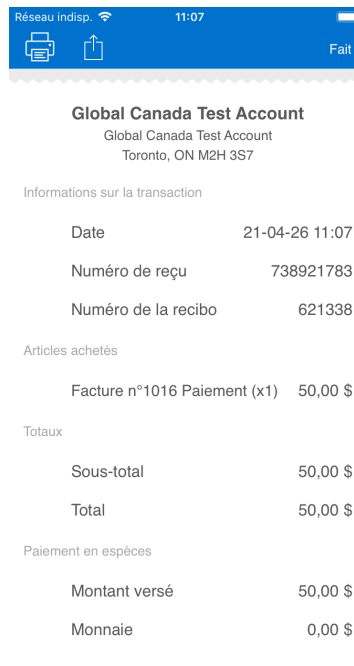 Réseau indisp. 11:07
Fait
Global Canada Test Account
Global Canada Test Account
Toronto, ON M2H 3S7
Informations sur la transaction
Date 21-04-26 11:07
Numéro de reçu 738921783
Numéro de la recibo 621338
Articles achetés
Facture n°1016 Paiement (x1) 50,00 $
Totaux
Sous-total 50,00 $
Total 50,00 $
Paiement en espèces
Montant versé 50,00 $
Monnaie 0,00 $